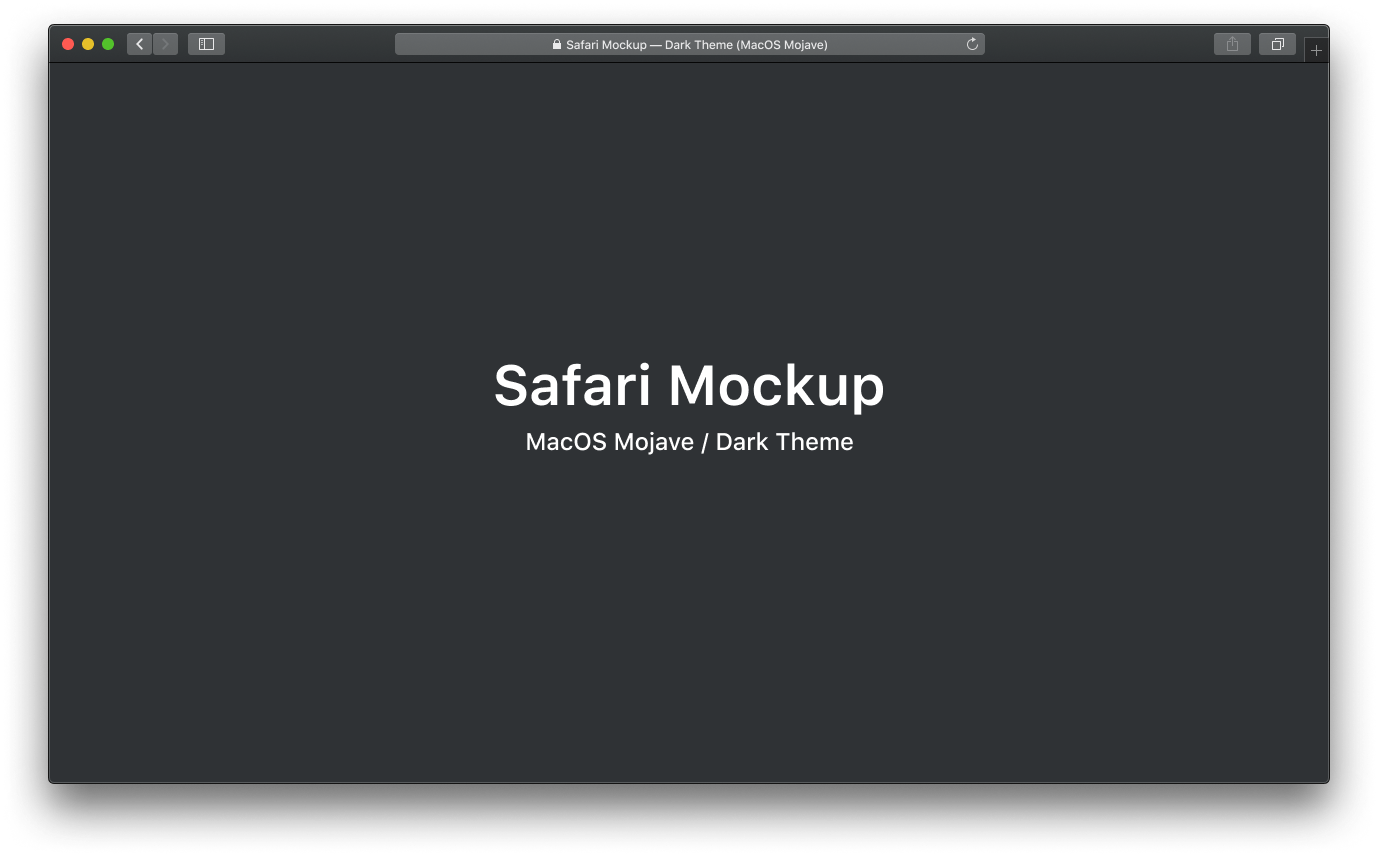 Safari Mockup — Dark Theme (MacOS Mojave)
Safari Mockup
MacOS Mojave / Dark Theme